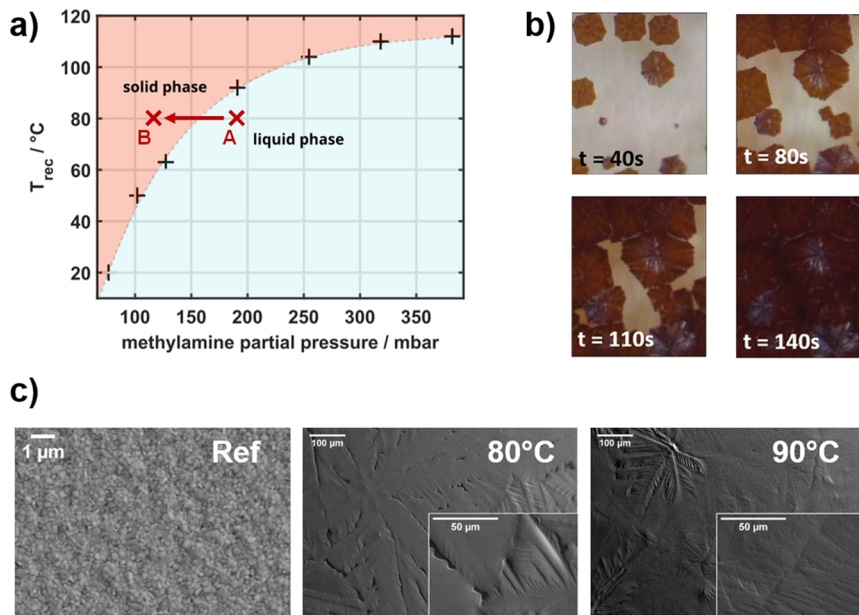 a)
120
100
80
60
40
20
T_rec / °C
solid phase
B
A
liquid phase
100 150 200 250 300 350
methylamine partial pressure / mbar
b)
t = 40s
t = 80s
t = 110s
t = 140s
c)
1 µm
Ref
100 µm
80°C
50 µm
100 µm
90°C
50 µm